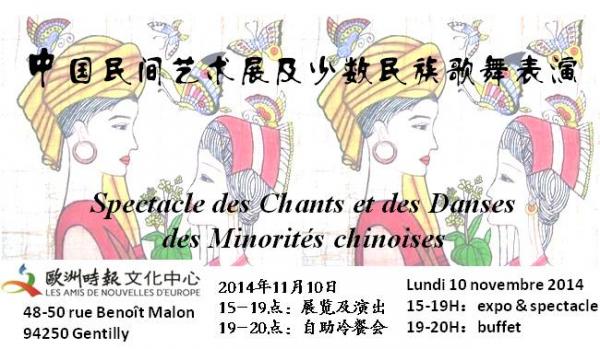 中国民间艺术展及少数民族歌舞表演
Spectacle des Chants et des Danses
des Minorités chinoises
歐洲時報文化中心
LES AMIS DE NOUVELLES D'EUROPE
48-50 rue Benoît Malon
94250 Gentilly
2014年11月10日
15-19点：展览及演出
19-20点：自助冷餐会
Lundi 10 novembre 2014
15-19H： expo & spectacle
19-20H： buffet